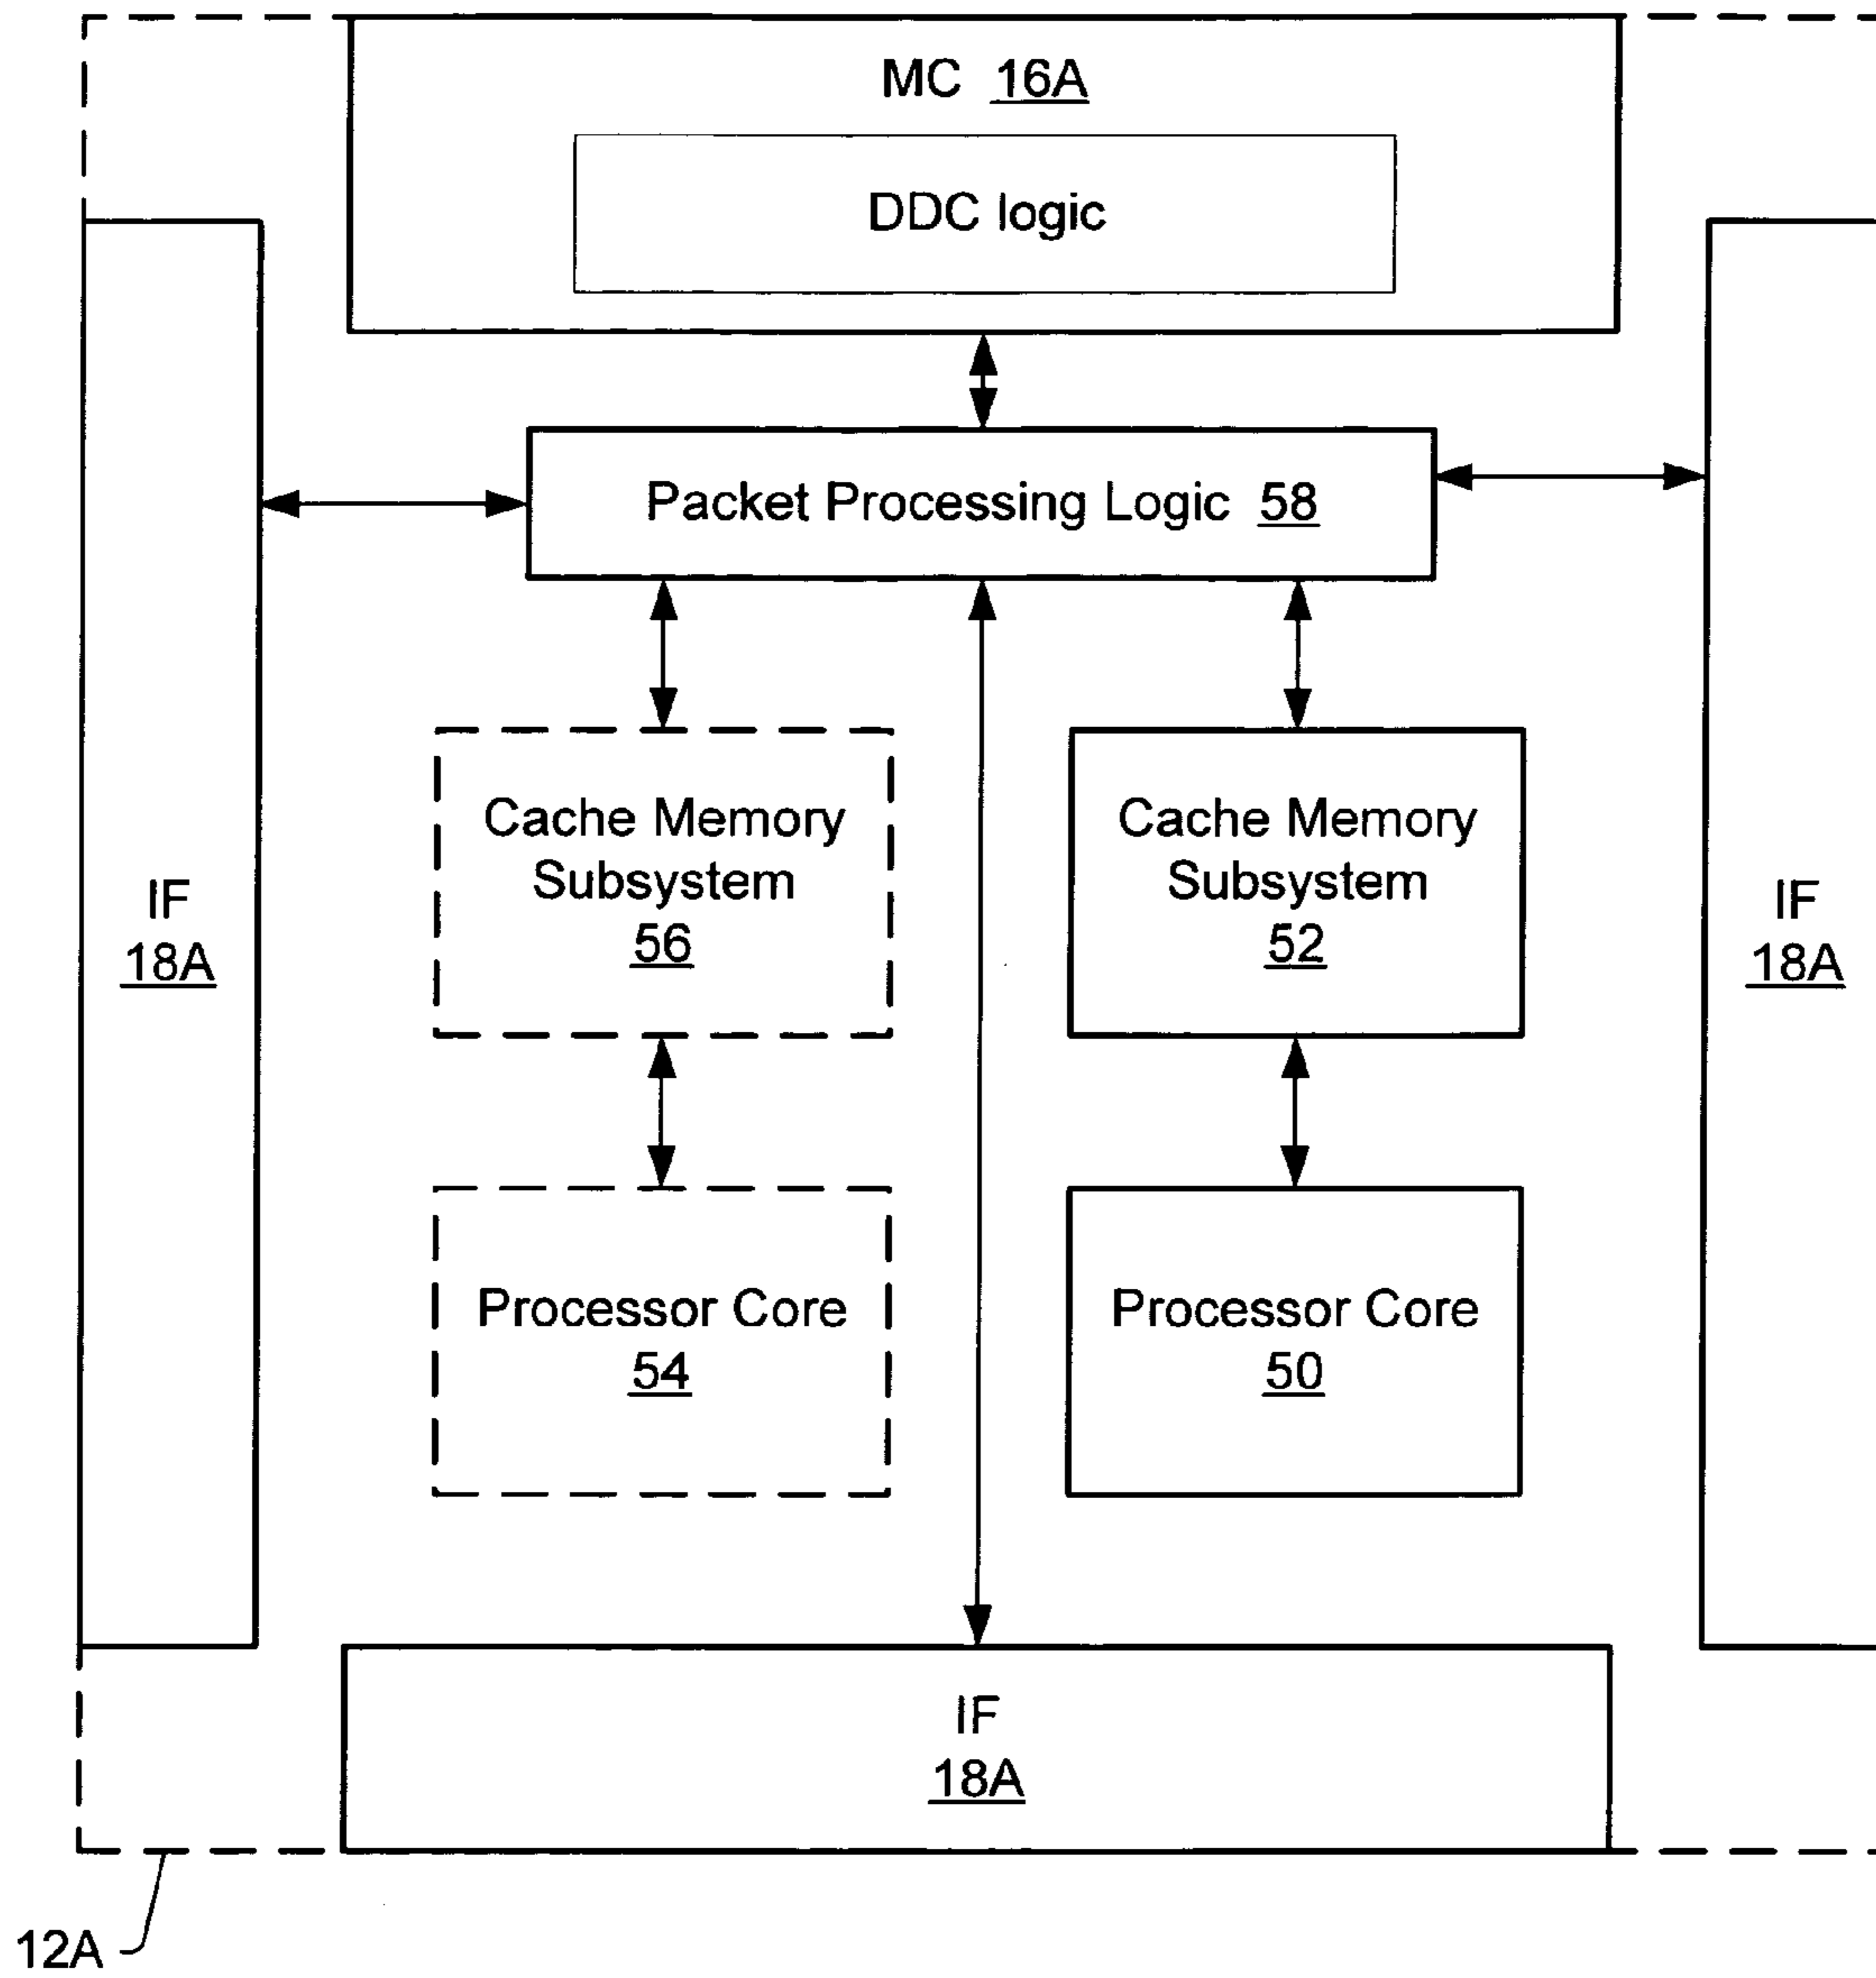 MC 16A
DDC logic
Packet Processing Logic 58
Cache Memory
Subsystem
56
Cache Memory
Subsystem
52
IF
18A
IF
18A
Processor Core
54
Processor Core
50
IF
18A
12A